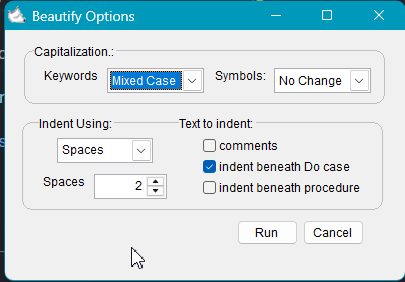 Beautify Options
Capitalization.:
Keywords Mixed Case Symbols: No Change
Indent Using: Text to indent:
Spaces comments
indent beneath Do case
Spaces 2 indent beneath procedure
Run Cancel